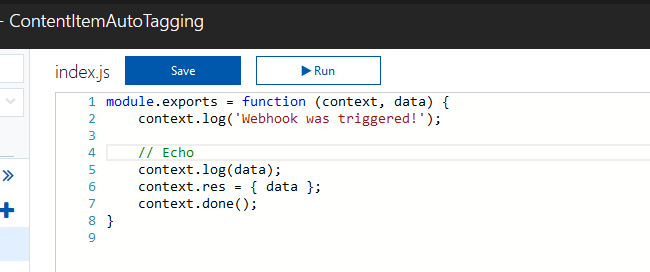 - ContentItemAutoTagging
index.js Save Run
1 module.exports = function (context, data) {
2 context.log('Webhook was triggered!');
3
4 // Echo
5 context.log(data);
6 context.res = { data };
7 context.done();
8 }
9